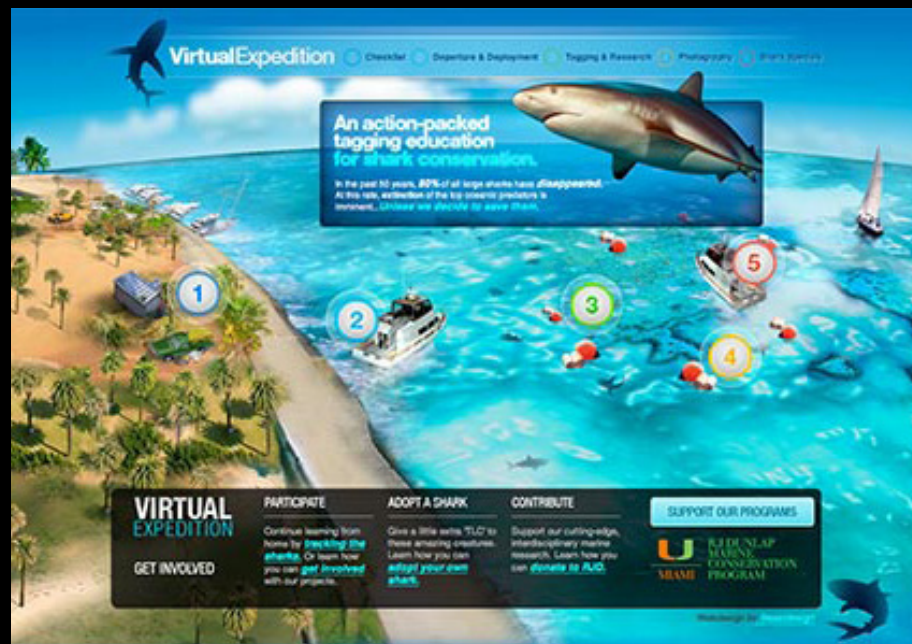 VirtualExpedition Checklist Departure & Deployment Tagging & Research Photography
An action-packed
tagging education
for shark conservation.
In the past 50 years, 80% of all large sharks have disappeared.
At this rate, extinction of the top oceanic predators is
imminent... Unless we decide to save them.
1
2
3
4
5
VIRTUAL
EXPEDITION
GET INVOLVED
PARTICIPATE
Continue learning from
home by tracking the
sharks. Or learn how
you can get involved
with our projects.
ADOPT A SHARK
Give a little extra "TLC" to
these amazing creatures.
Learn how you can
adopt your own
shark.
CONTRIBUTE
Support our cutting-edge,
interdisciplinary marine
research. Learn how you
can donate to RJD.
SUPPORT OUR PROGRAMS
U
MIAMI
RJ DUNLAP
MARINE
CONSERVATION
PROGRAM
Webdesign by: